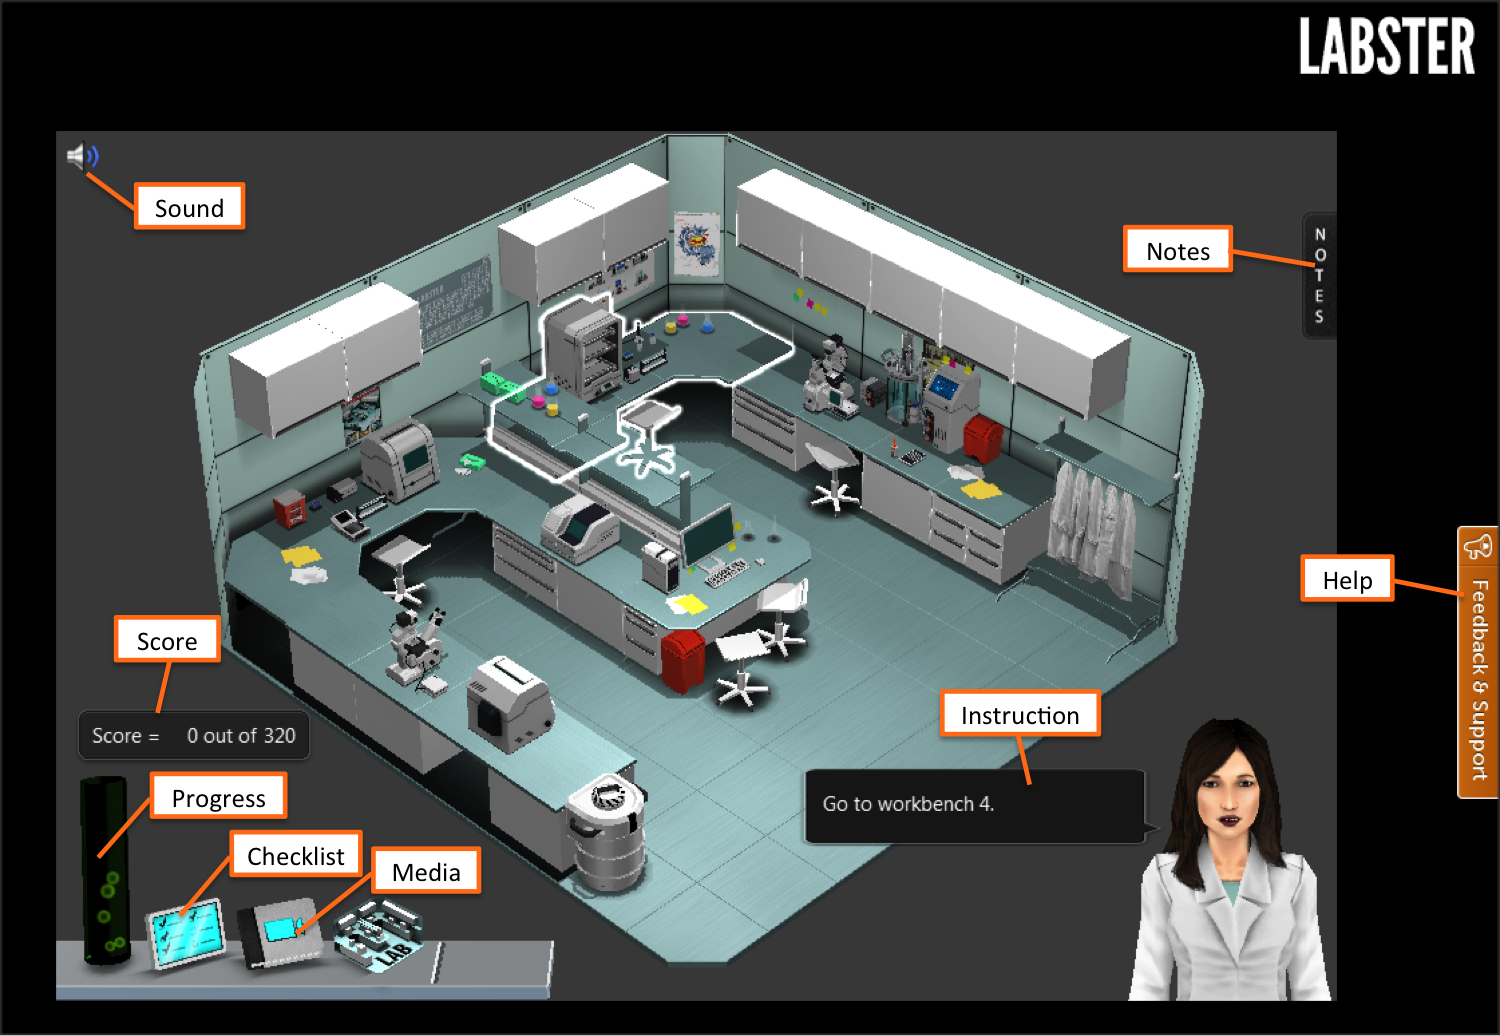 LABSTER
Sound
Notes
NOTES
LABSTER
Help
Feedback & Support
Score
Score = 0 out of 320
Instruction
Go to workbench 4.
Progress
Checklist
Media
LAB